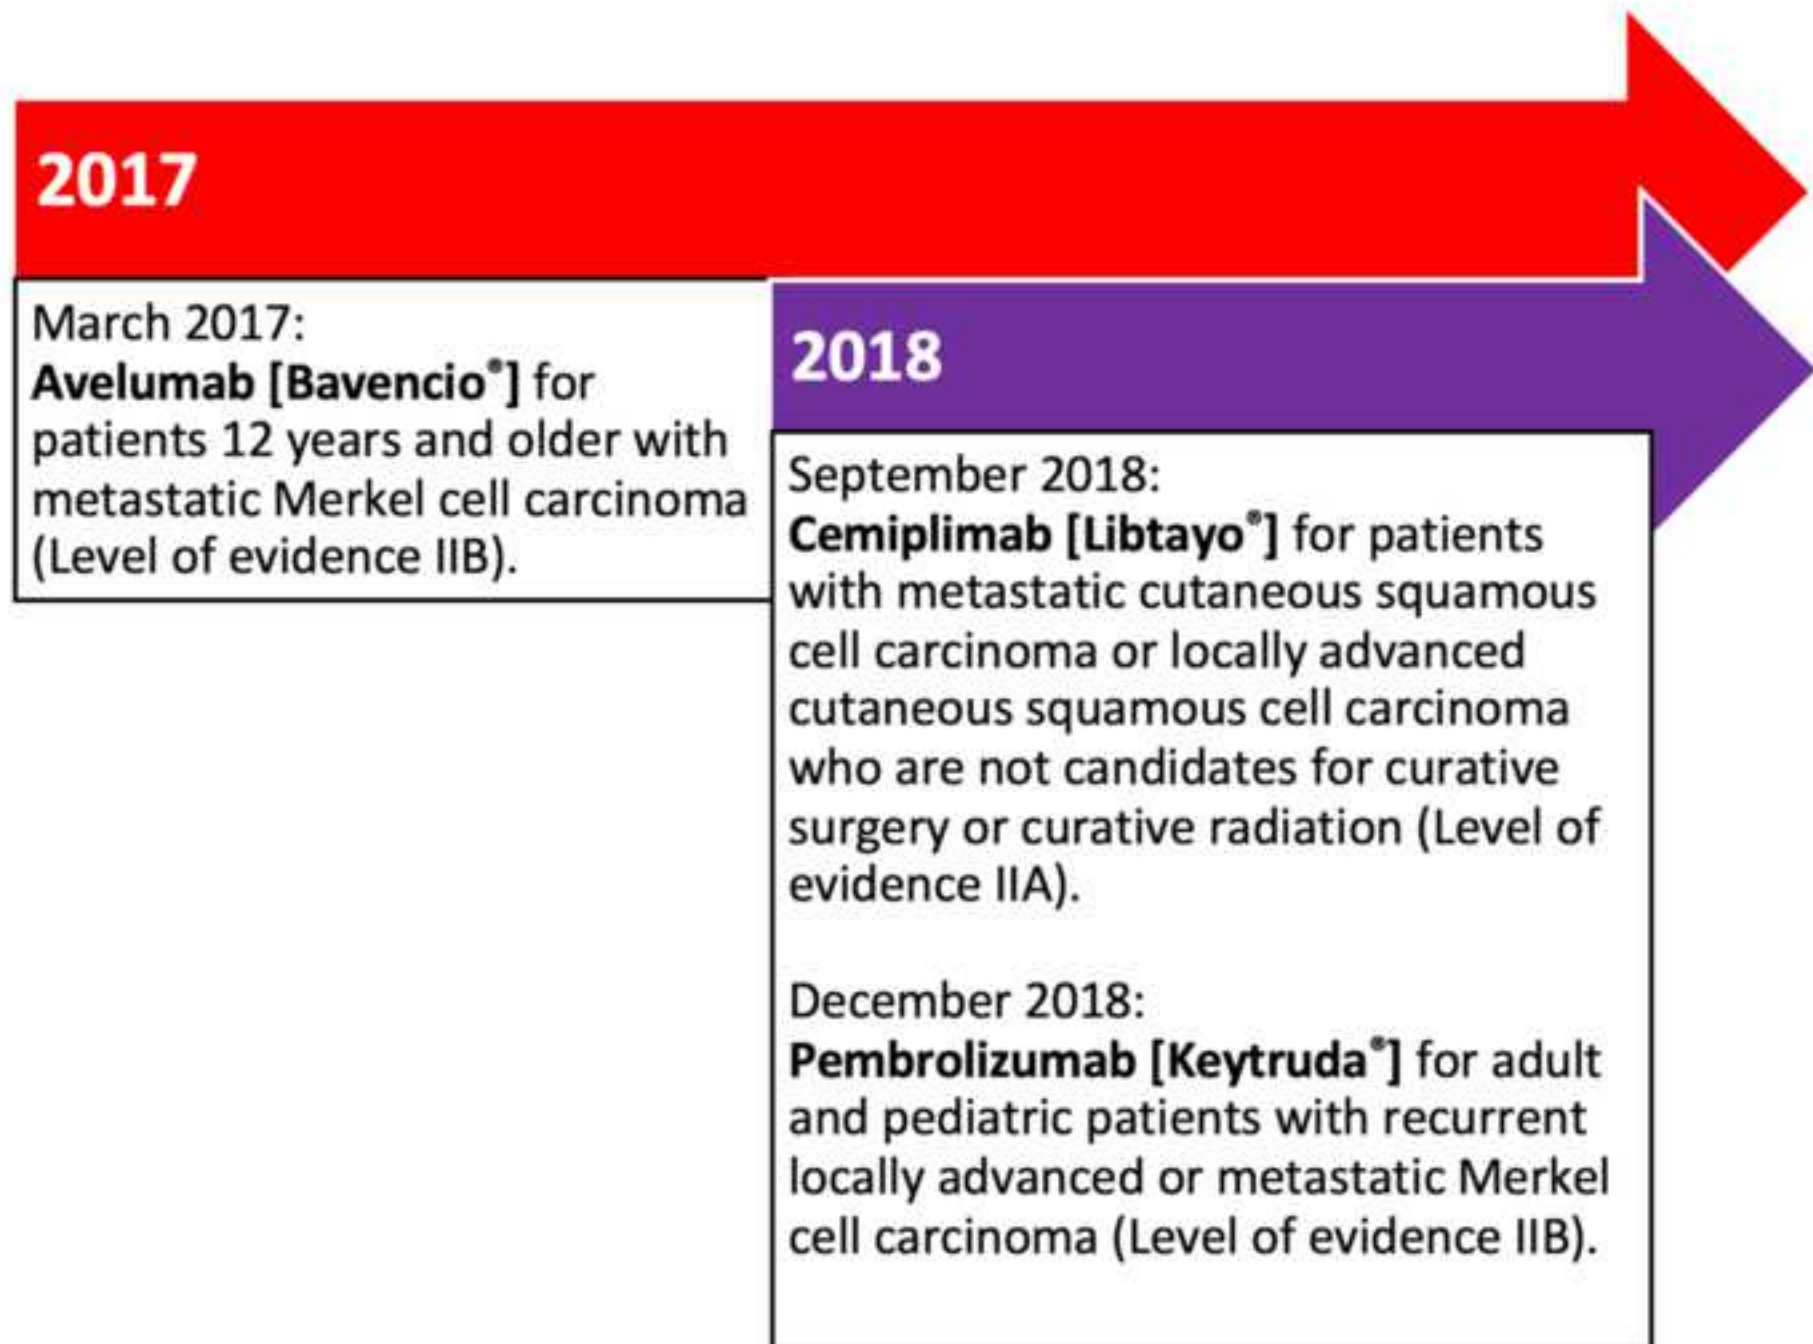 2017
March 2017:
Avelumab [Bavencio®] for
patients 12 years and older with
metastatic Merkel cell carcinoma
(Level of evidence IIB).
2018
September 2018:
Cemiplimab [Libtayo®] for patients
with metastatic cutaneous squamous
cell carcinoma or locally advanced
cutaneous squamous cell carcinoma
who are not candidates for curative
surgery or curative radiation (Level of
evidence IIA).
December 2018:
Pembrolizumab [Keytruda®] for adult
and pediatric patients with recurrent
locally advanced or metastatic Merkel
cell carcinoma (Level of evidence IIB).